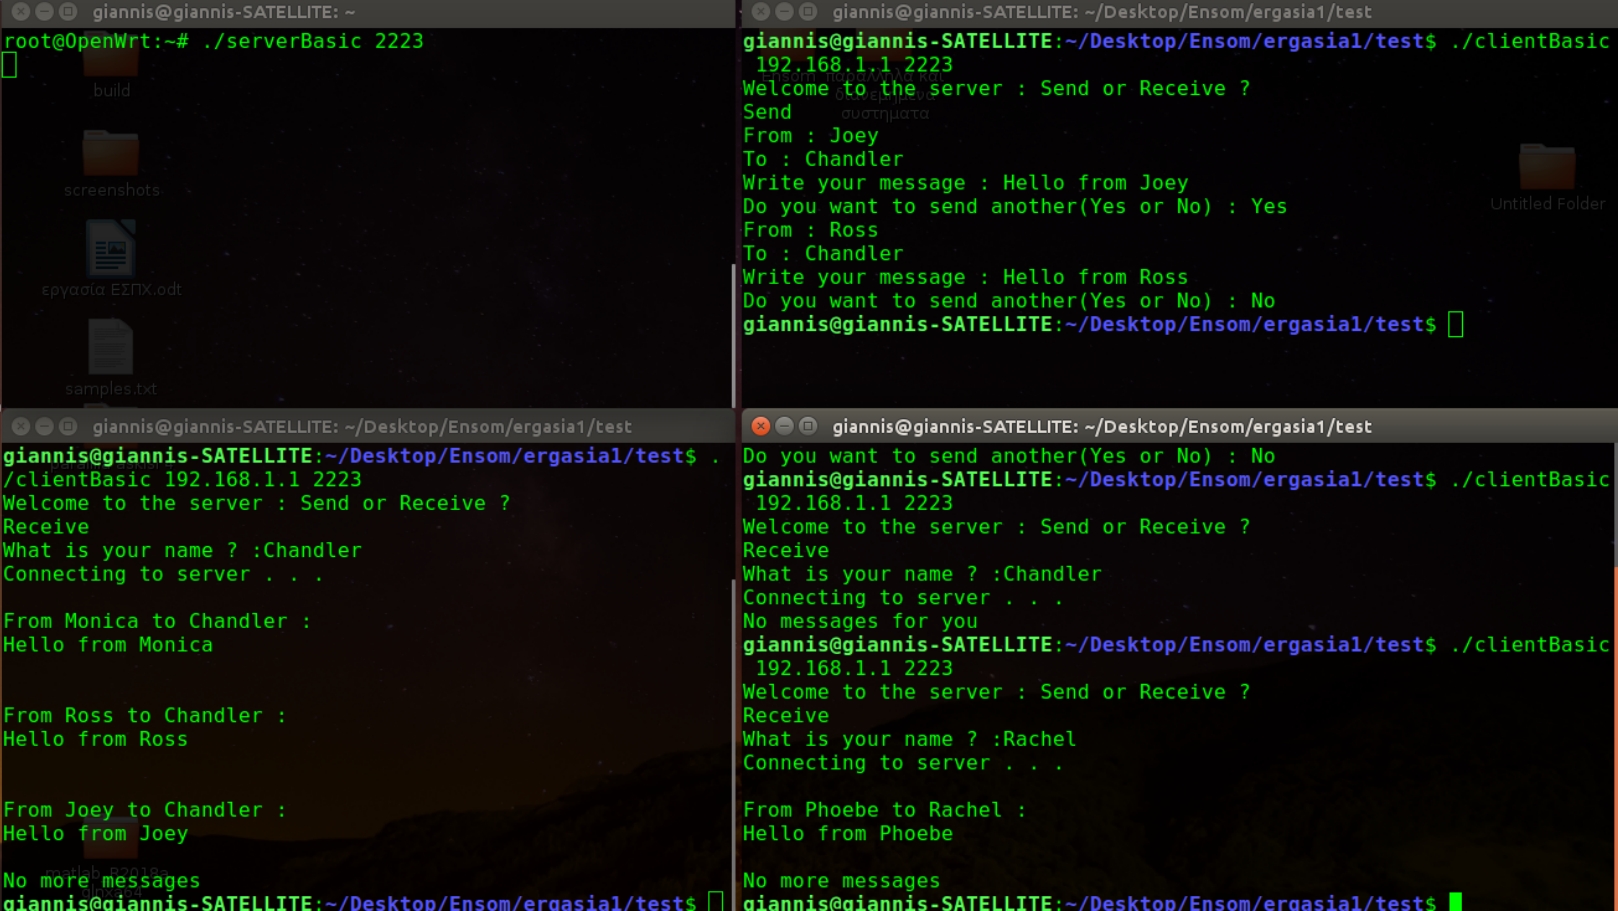 giannis@giannis-SATELLITE: ~
root@OpenWrt:~# ./serverBasic 2223
build
screenshots
εργασία ΕΣΠΧ.odt
samples.txt
giannis@giannis-SATELLITE: ~/Desktop/Ensom/ergasia1/test
giannis@giannis-SATELLITE:~/Desktop/Ensom/ergasia1/test$ ./clientBasic
192.168.1.1 2223
Ensom παράλληλα και
διανεμημένα
συστηματα
Welcome to the server : Send or Receive ?
Send
From : Joey
To : Chandler
Write your message : Hello from Joey
Do you want to send another(Yes or No) : Yes
From : Ross
To : Chandler
Write your message : Hello from Ross
Do you want to send another(Yes or No) : No
giannis@giannis-SATELLITE:~/Desktop/Ensom/ergasia1/test$
Untitled Folder
giannis@giannis-SATELLITE: ~/Desktop/Ensom/ergasia1/test
giannis@giannis-SATELLITE:~/Desktop/Ensom/ergasia1/test$ .
/clientBasic 192.168.1.1 2223
Welcome to the server : Send or Receive ?
Receive
What is your name ? :Chandler
Connecting to server . . .
From Monica to Chandler :
Hello from Monica
From Ross to Chandler :
Hello from Ross
From Joey to Chandler :
Hello from Joey
matlab_R2018a_
glnxa64
No more messages
giannis@giannis-SATELLITE:~/Desktop/Ensom/ergasia1/test$
giannis@giannis-SATELLITE: ~/Desktop/Ensom/ergasia1/test
Do you want to send another(Yes or No) : No
giannis@giannis-SATELLITE:~/Desktop/Ensom/ergasia1/test$ ./clientBasic
192.168.1.1 2223
Welcome to the server : Send or Receive ?
Receive
What is your name ? :Chandler
Connecting to server . . .
No messages for you
giannis@giannis-SATELLITE:~/Desktop/Ensom/ergasia1/test$ ./clientBasic
192.168.1.1 2223
Welcome to the server : Send or Receive ?
Receive
What is your name ? :Rachel
Connecting to server . . .
From Phoebe to Rachel :
Hello from Phoebe
No more messages
giannis@giannis-SATELLITE:~/Desktop/Ensom/ergasia1/test$